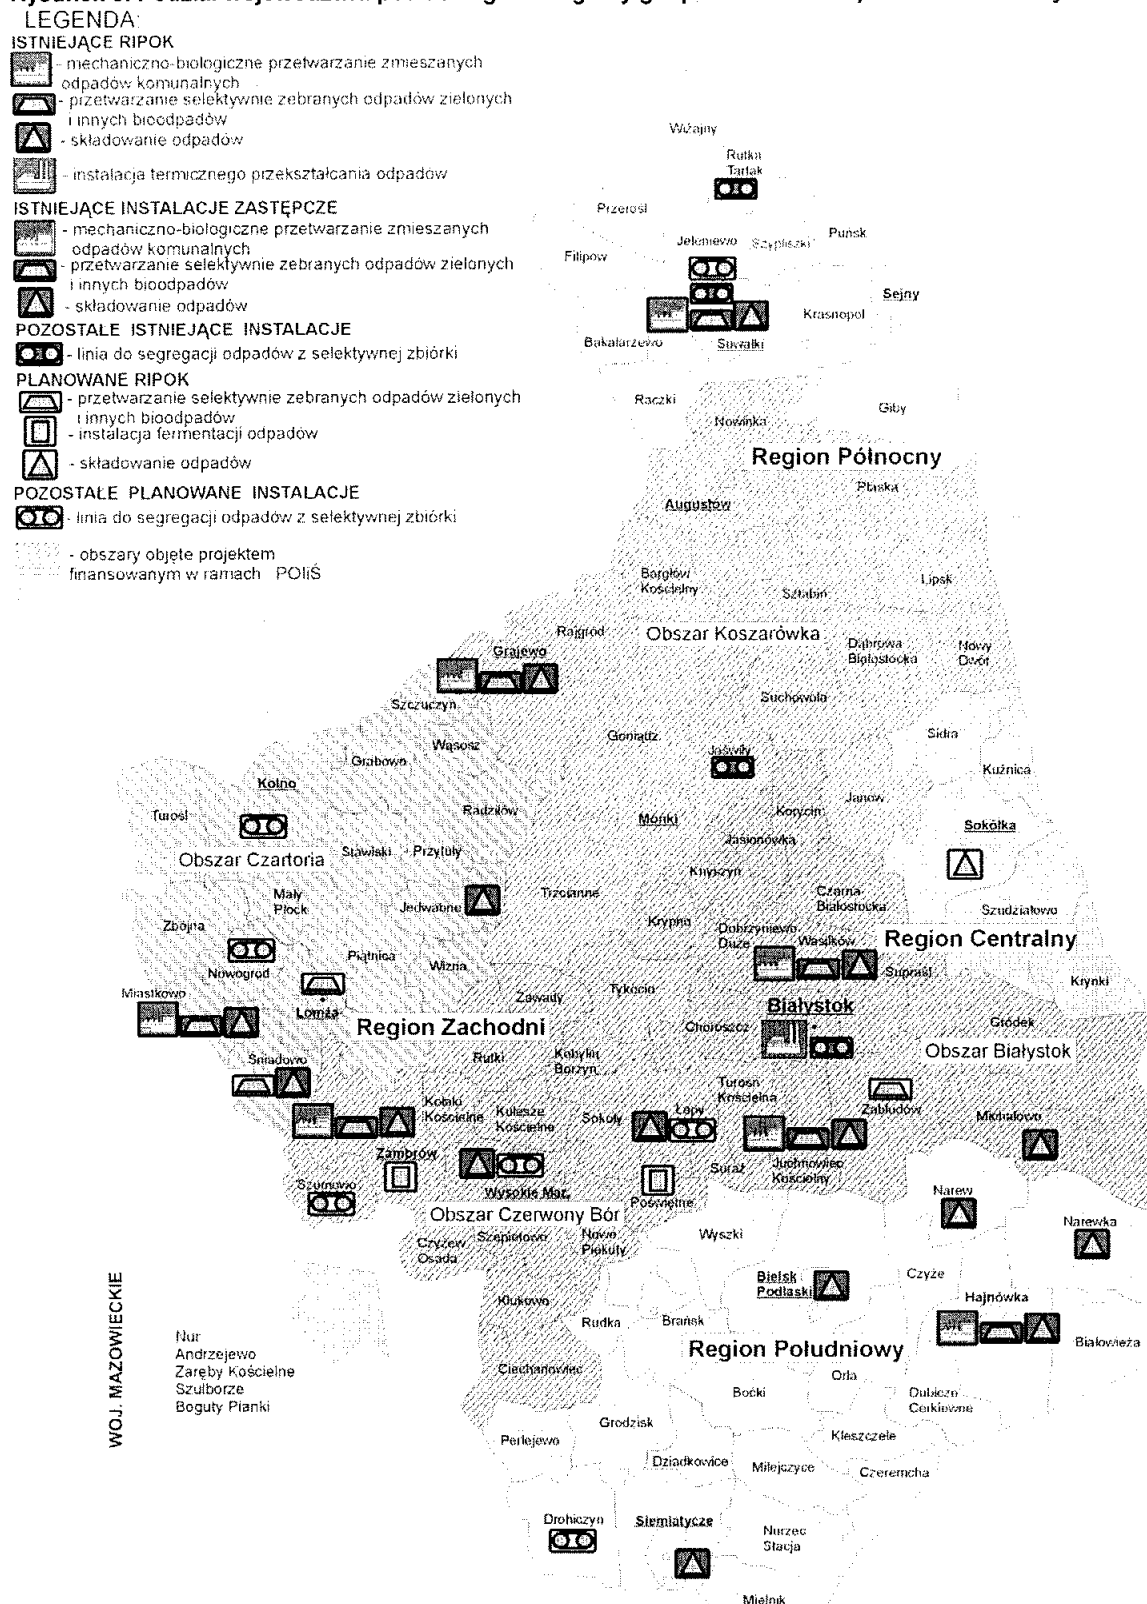 LEGENDA:
ISTNIEJĄCE RIPOK
- mechaniczno-biologiczne przetwarzanie zmieszanych
odpadów komunalnych
- przetwarzanie selektywnie zebranych odpadów zielonych
i innych bioodpadów
- składowanie odpadów
- instalacja termicznego przekształcania odpadów
ISTNIEJĄCE INSTALACJE ZASTĘPCZE
- mechaniczno-biologiczne przetwarzanie zmieszanych
odpadów komunalnych
- przetwarzanie selektywnie zebranych odpadów zielonych
i innych bioodpadów
- składowanie odpadów
POZOSTAŁE ISTNIEJĄCE INSTALACJE
- linia do segregacji odpadów z selektywnej zbiórki
PLANOWANE RIPOK
- przetwarzanie selektywnie zebranych odpadów zielonych
i innych bioodpadów
- instalacja fermentacji odpadów
- składowanie odpadów
POZOSTAŁE PLANOWANE INSTALACJE
- linia do segregacji odpadów z selektywnej zbiórki
- obszary objęte projektem
finansowanym w ramach POIiŚ
Wiżajny
Rutka
Tartak
Przerośl
Jeleniewo
Szypliszki
Puńsk
Filipów
Sejny
Krasnopol
Bakałarzewo
Suwałki
Raczki
Nowinka
Giby
Region Północny
Płaska
Augustów
Bargłów
Kościelny
Sztabin
Lipsk
Rajgród
Obszar Koszarówka
Dąbrowa
Białostocka
Nowy
Dwór
Grajewo
Szczuczyn
Suchowola
Wąsosz
Goniądz
Sidra
Grabowo
Jaświły
Kuźnica
Kolno
Turośl
Radziłów
Mońki
Korycin
Janów
Sokółka
Jasionówka
Obszar Czartoria
Stawiski
Przytuły
Knyszyn
Mały
Płock
Jedwabne
Trzcianne
Czarna
Białostocka
Szudziałowo
Zbójna
Krypno
Dobrzyniewo
Duże
Wasilków
Region Centralny
Nowogród
Piątnica
Wizna
Supraśl
Krynki
Miastkowo
Łomża
Zawady
Tykocin
Białystok
Region Zachodni
Choroszcz
Gródek
Śniadowo
Rutki
Kobylin
Borzyn
Obszar Białystok
Turośń
Kościelna
Zabłudów
Kołaki
Kościelne
Kulesze
Kościelne
Sokoły
Łapy
Michałowo
Zambrów
Szumowo
Wysokie Maz.
Poświętne
Suraż
Juchnowiec
Kościelny
Narew
Obszar Czerwony Bór
Szepietowo
Nowe
Piekuty
Czyżew
Osada
Wyszki
Narewka
Bielsk
Podlaski
Czyże
Klukowo
Rudka
Brańsk
Hajnówka
Białowieża
WOJ. MAZOWIECKIE
Nur
Andrzejewo
Zaręby Kościelne
Szulborze
Boguty Pianki
Region Południowy
Ciechanowiec
Orla
Boćki
Dubicze
Cerkiewne
Grodzisk
Perlejewo
Kleszczele
Dziadkowice
Milejczyce
Czeremcha
Drohiczyn
Siemiatycze
Nurzec
Stacja
Mielnik